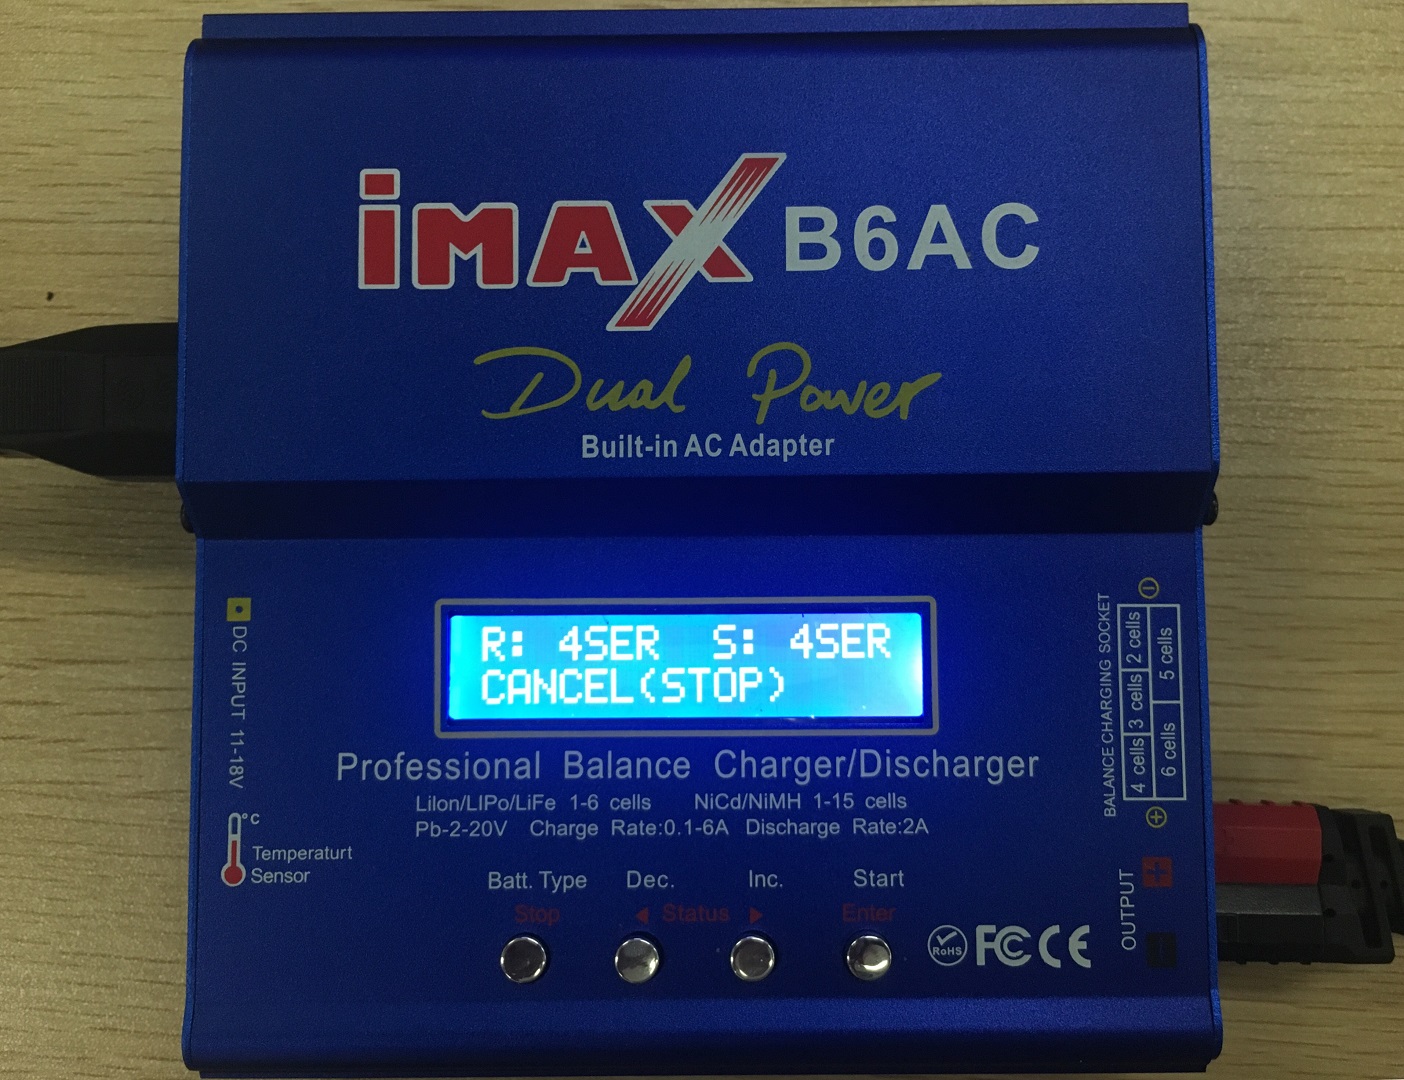 iMAX B6AC
Dual Power
Built-in AC Adapter
R: 4SER S: 4SER
CANCEL(STOP)
Professional Balance Charger/Discharger
LiIon/LIPo/LiFe 1-6 cells NiCd/NiMH 1-15 cells
Pb-2-20V Charge Rate:0.1-6A Discharge Rate:2A
DC INPUT 11-18V
°C
Temperaturt
Sensor
Batt. Type Dec. Inc. Start
Stop ◀ Status ▶ Enter
RoHS FC CE
BALANCE CHARGING SOCKET
4 cells 3 cells 2 cells
6 cells 5 cells
OUTPUT
+
-